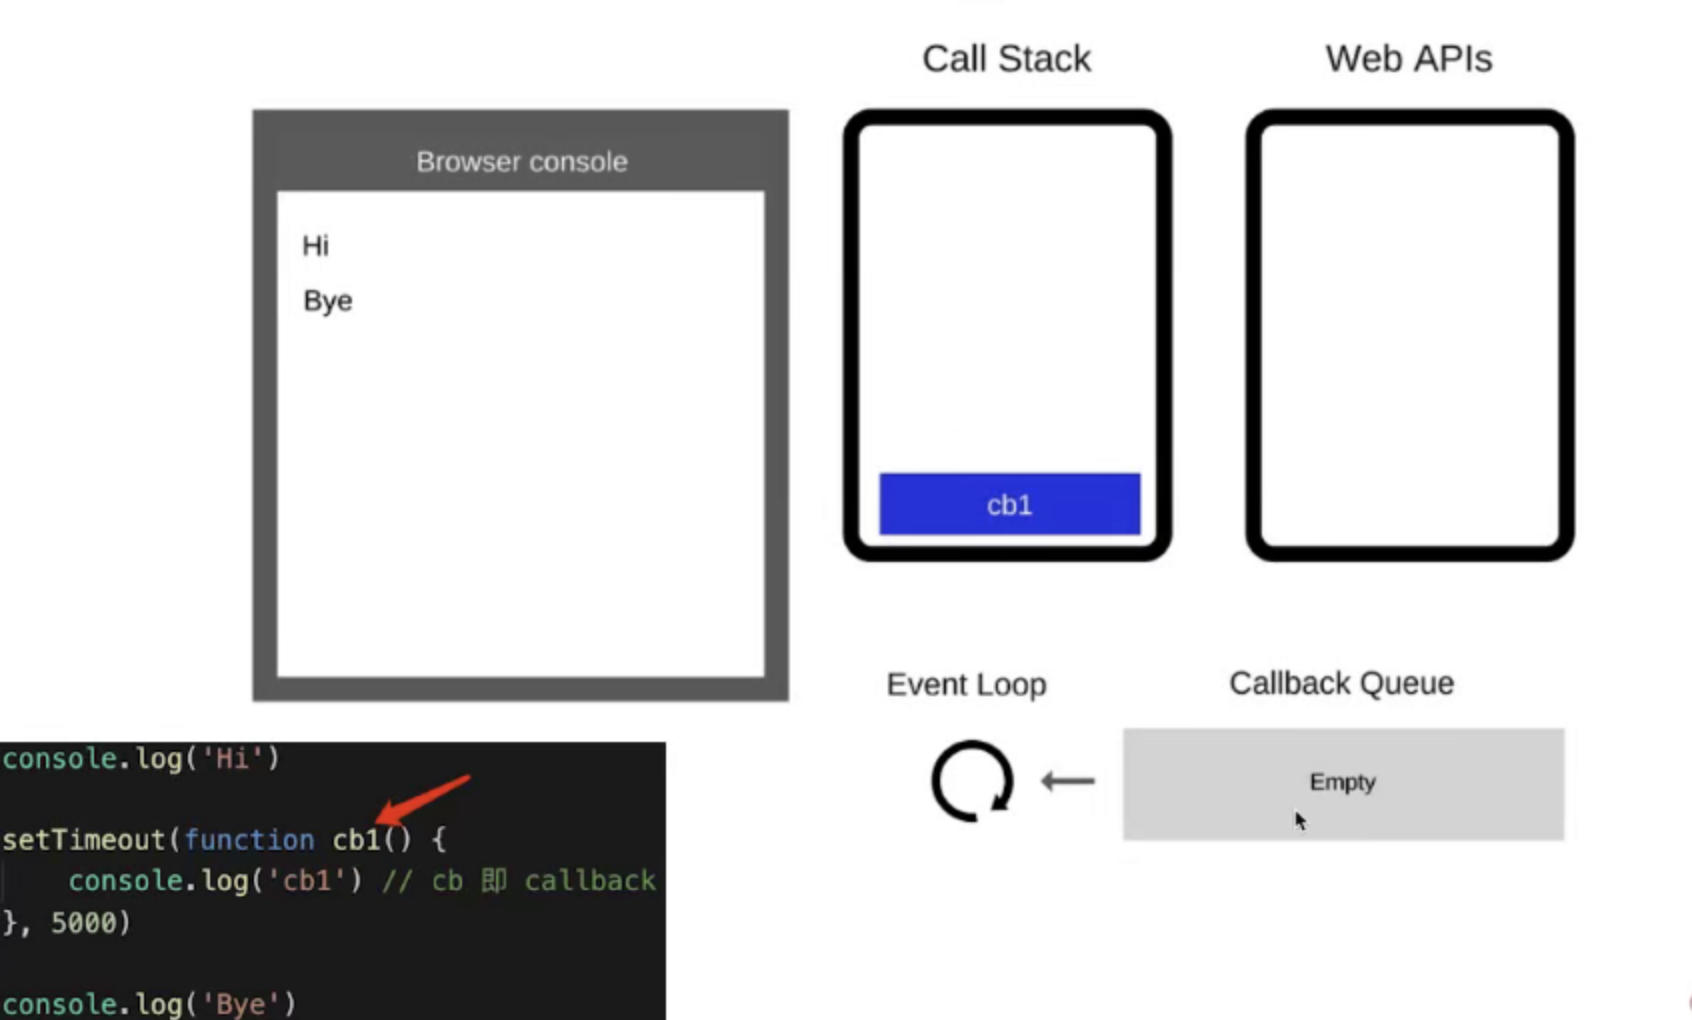 Call Stack
Web APIs
Browser console
Hi
Bye
cb1
Event Loop
Callback Queue
Empty
console.log('Hi')
setTimeout(function cb1() {
console.log('cb1') // cb 即 callback
}, 5000)
console.log('Bye')